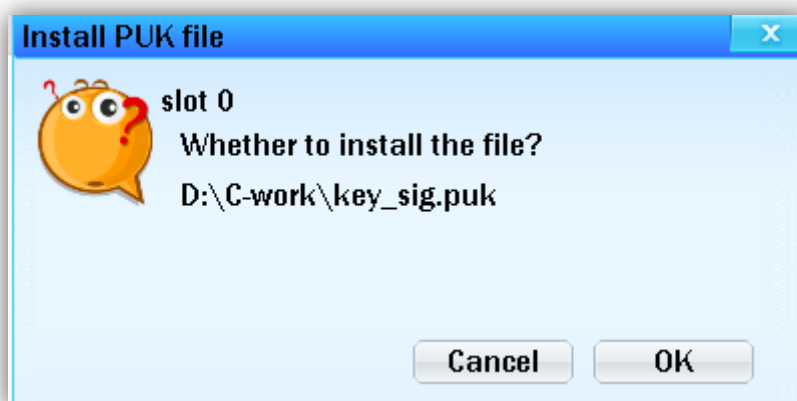 Install PUK file
x
slot 0
Whether to install the file?
D:\C-work\key_sig.puk
Cancel OK